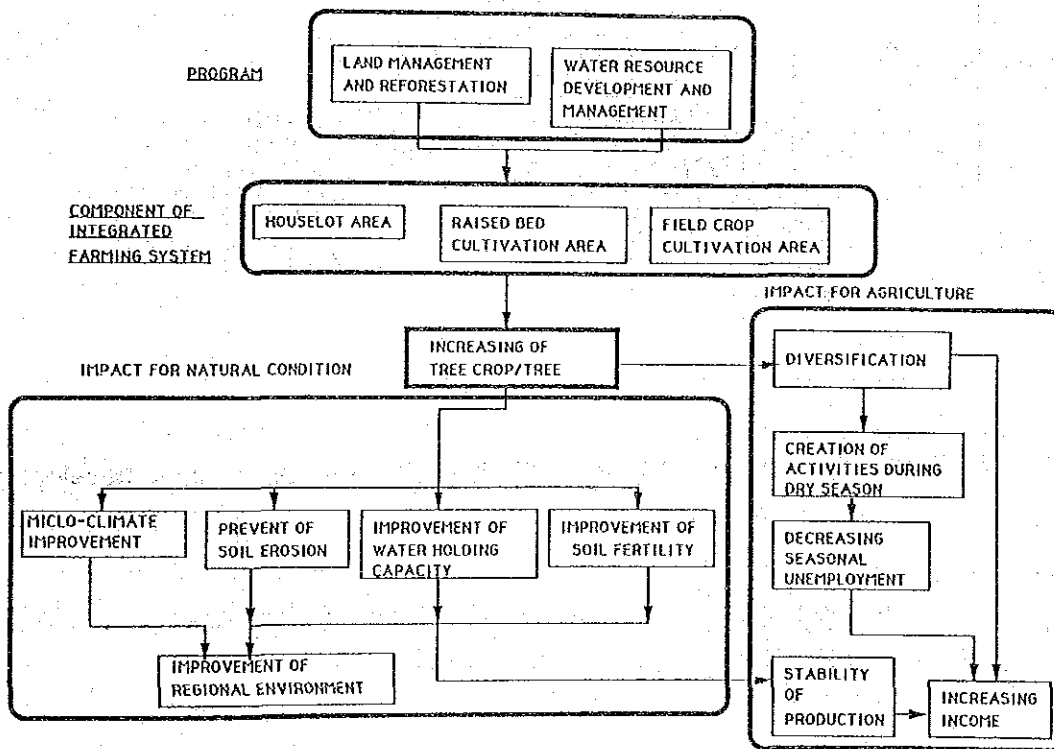 PROGRAM
LAND MANAGEMENT
AND REFORESTATION
WATER RESOURCE
DEVELOPMENT AND
MANAGEMENT
COMPONENT OF
INTEGRATED
FARMING SYSTEM
HOUSELOT AREA
RAISED BED
CULTIVATION AREA
FIELD CROP
CULTIVATION AREA
IMPACT FOR AGRICULTURE
IMPACT FOR NATURAL CONDITION
INCREASING OF
TREE CROP/TREE
DIVERSIFICATION
CREATION OF
ACTIVITIES DURING
DRY SEASON
MICLO-CLIMATE
IMPROVEMENT
PREVENT OF
SOIL EROSION
IMPROVEMENT OF
WATER HOLDING
CAPACITY
IMPROVEMENT OF
SOIL FERTILITY
DECREASING
SEASONAL
UNEMPLOYMENT
IMPROVEMENT OF
REGIONAL ENVIRONMENT
STABILITY
OF
PRODUCTION
INCREASING
INCOME